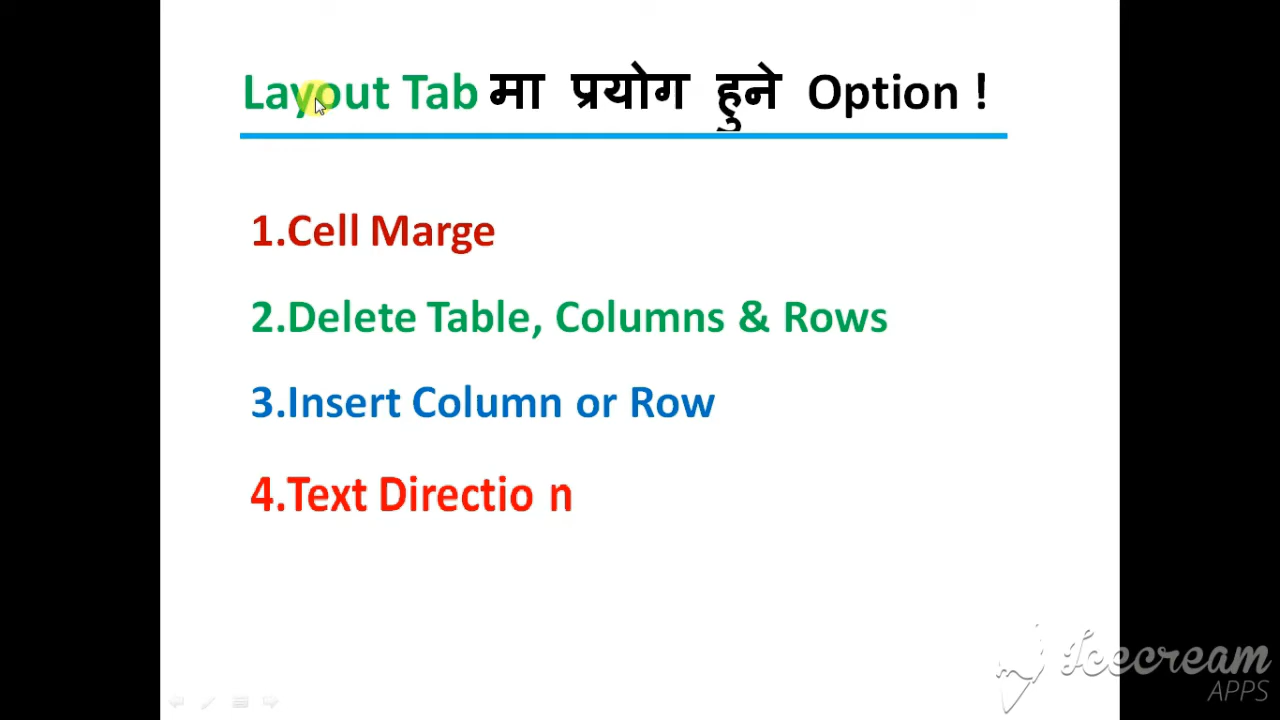 Layout Tab मा प्रयोग हुने Option !
1.Cell Marge
2.Delete Table, Columns & Rows
3.Insert Column or Row
4.Text Directio n
Icecream
APPS